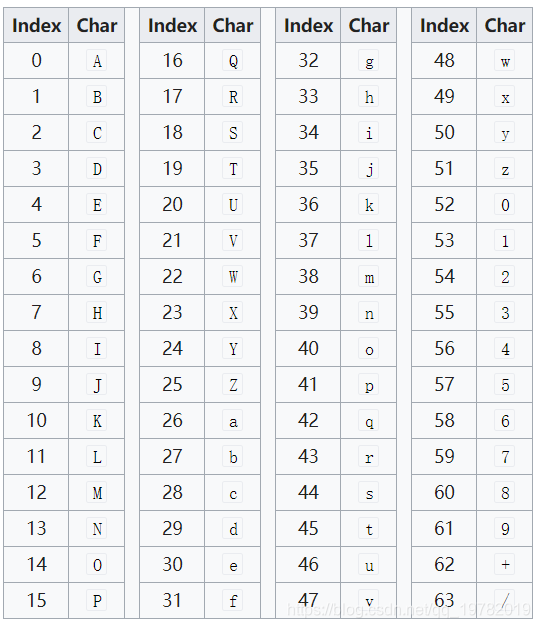 Index Char Index Char Index Char Index Char
0 A 16 Q 32 g 48 w
1 B 17 R 33 h 49 x
2 C 18 S 34 i 50 y
3 D 19 T 35 j 51 z
4 E 20 U 36 k 52 0
5 F 21 V 37 l 53 1
6 G 22 W 38 m 54 2
7 H 23 X 39 n 55 3
8 I 24 Y 40 o 56 4
9 J 25 Z 41 p 57 5
10 K 26 a 42 q 58 6
11 L 27 b 43 r 59 7
12 M 28 c 44 s 60 8
13 N 29 d 45 t 61 9
14 O 30 e 46 u 62 +
15 P 31 f 47 v 63 /
https://blog.csdn.net/qq_19782019